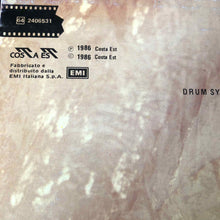 64 2406531
COSTA EST
℗ 1986 Costa Est
© 1986 Costa Est
Fabbricato e
distribuito dalla
EMI Italiana S.p.A.
EMI
DRUM SY